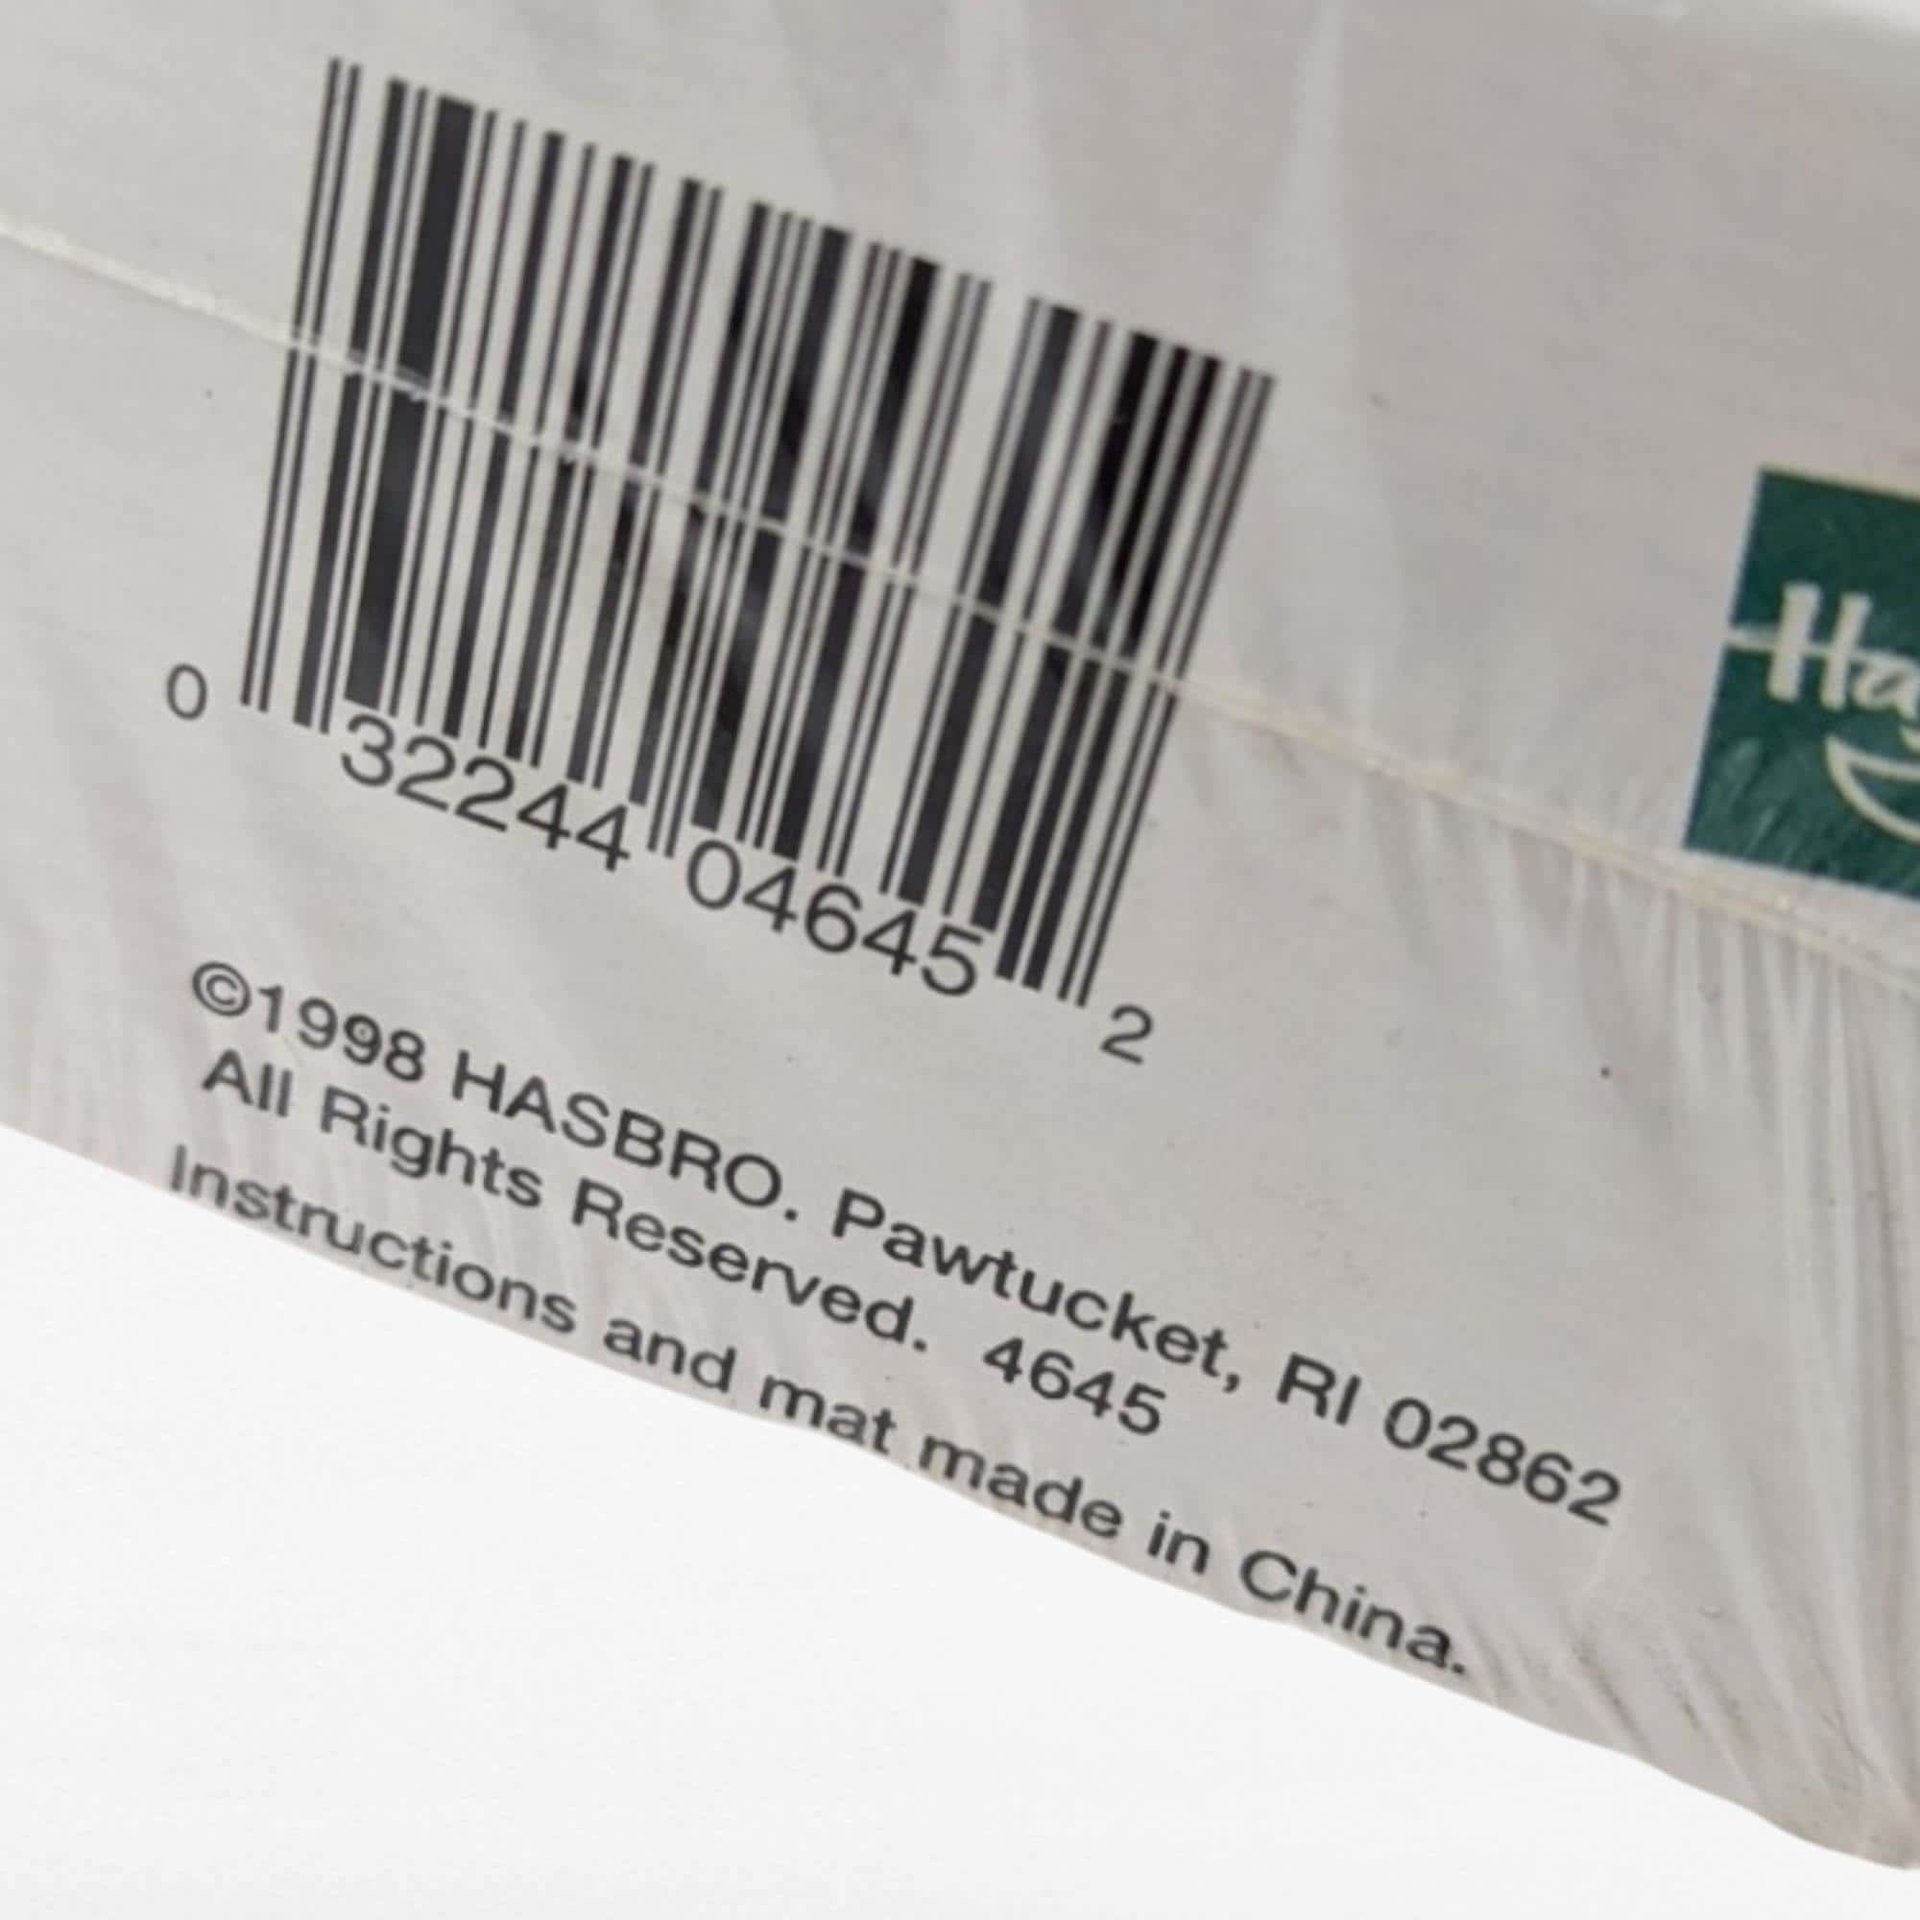 0 32244 04645 2
©1998 HASBRO. Pawtucket, RI 02862
All Rights Reserved. 4645
Instructions and mat made in China.